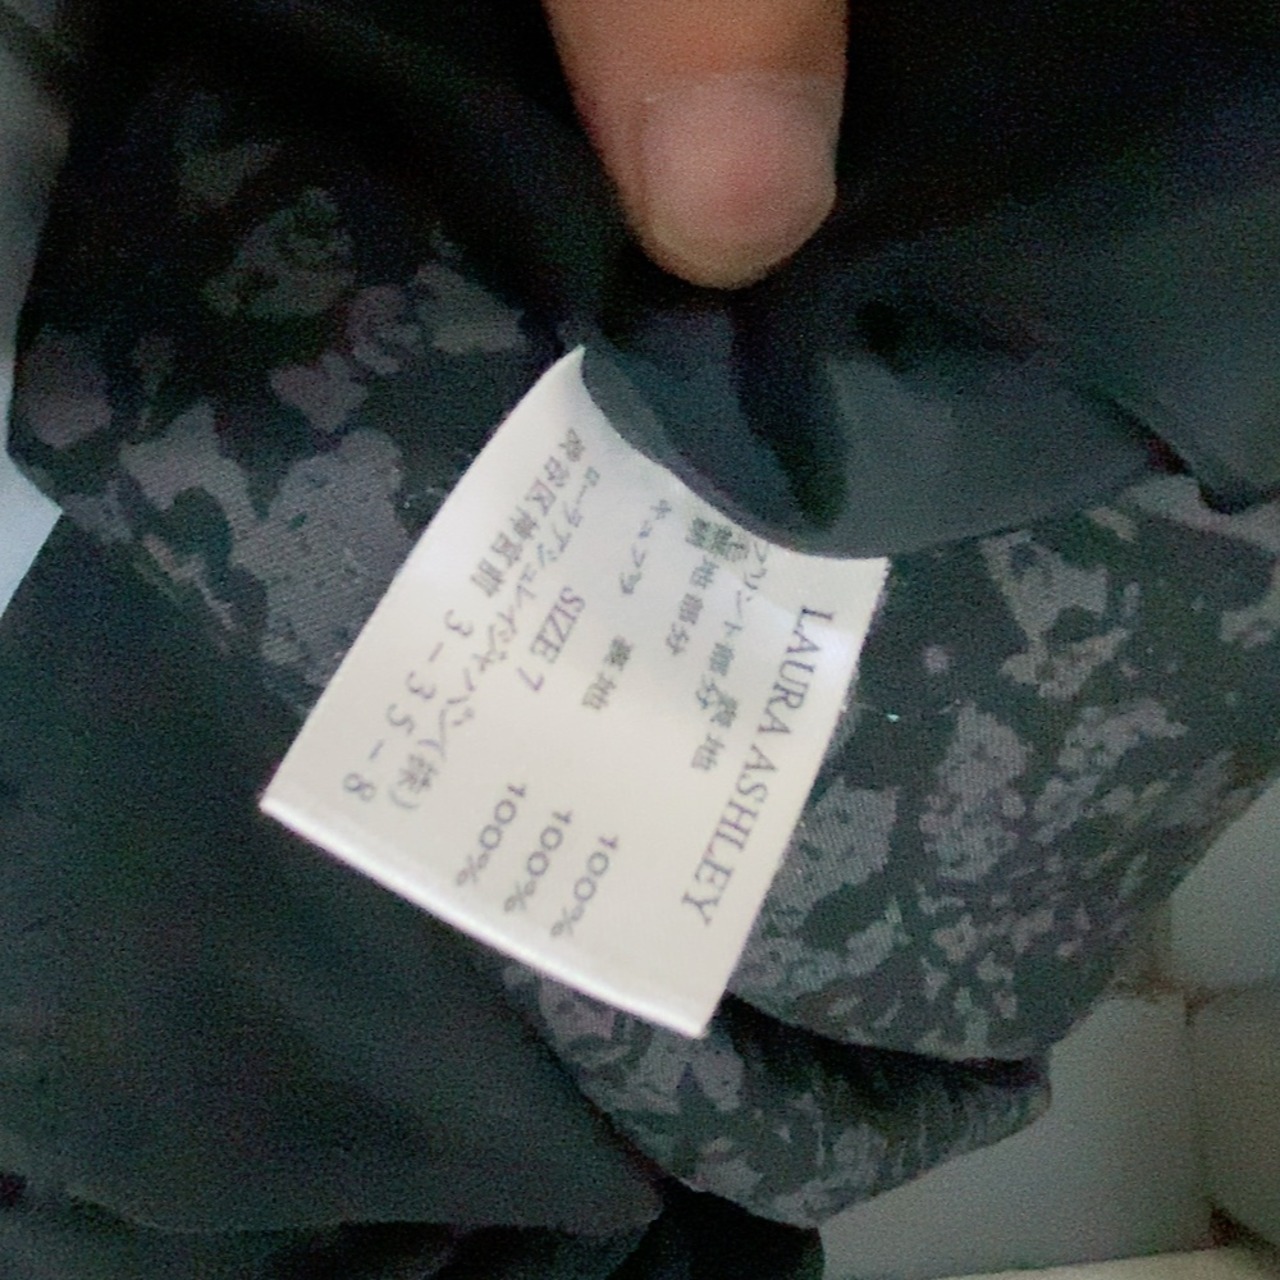 LAURA ASHLEY
プリント部分 表地
無地部分
100%
キュプラ 裏地 100%
100%
SIZE 7
ローラアシュレイジャパン(株)
渋谷区神宮前 3-35-8